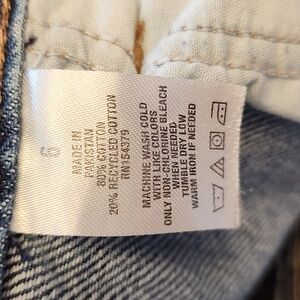 6
MADE IN
PAKISTAN
80% COTTON
20% RECYCLED COTTON
RN#54379
MACHINE WASH COLD
WITH LIKE COLORS
ONLY NON-CHLORINE BLEACH
WHEN NEEDED
TUMBLE DRY LOW
WARM IRON IF NEEDED